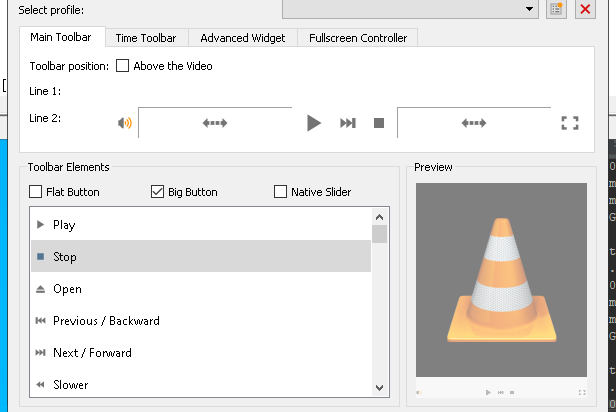 Select profile:
Main Toolbar Time Toolbar Advanced Widget Fullscreen Controller
Toolbar position: Above the Video
Line 1:
Line 2:
Toolbar Elements
Flat Button Big Button Native Slider
Play
Stop
Open
Previous / Backward
Next / Forward
Slower
Preview